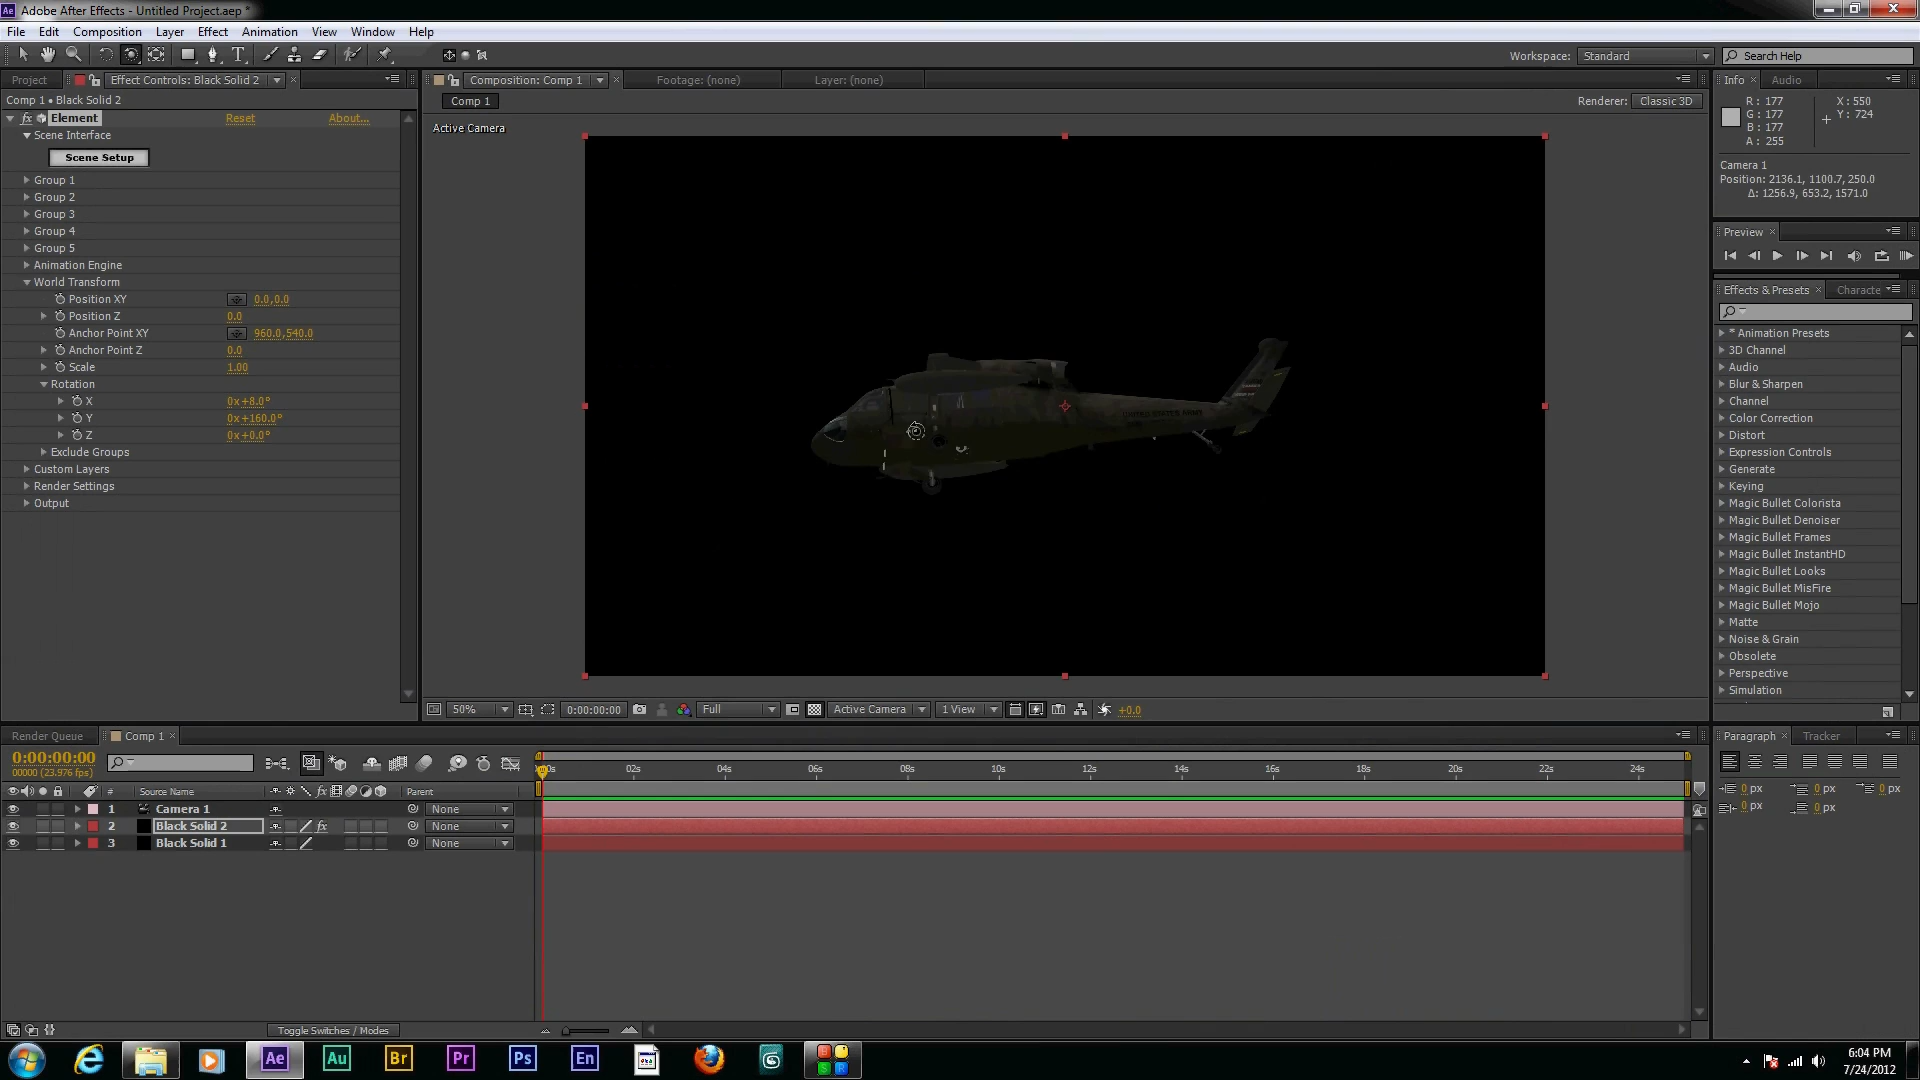 Adobe After Effects - Untitled Project.aep *
File Edit Composition Layer Effect Animation View Window Help
Workspace: Standard Search Help
Project Effect Controls: Black Solid 2
Comp 1 • Black Solid 2
fx Element Reset About...
Scene Interface
Scene Setup
Group 1
Group 2
Group 3
Group 4
Group 5
Animation Engine
World Transform
Position XY 0.0,0.0
Position Z 0.0
Anchor Point XY 960.0,540.0
Anchor Point Z 0.0
Scale 1.00
Rotation
X 0x+8.0°
Y 0x+160.0°
Z 0x+0.0°
Exclude Groups
Custom Layers
Render Settings
Output
Composition: Comp 1 Footage: (none) Layer: (none)
Comp 1 Renderer: Classic 3D
Active Camera
UNITED STATES ARMY
50% 0:00:00:00 Full Active Camera 1 View +0.0
Info Audio
R: 177 X: 550
G: 177 Y: 724
B: 177
A: 255
Camera 1
Position: 2136.1, 1100.7, 250.0
Δ: 1256.9, 653.2, 1571.0
Preview
Effects & Presets Characte
* Animation Presets
3D Channel
Audio
Blur & Sharpen
Channel
Color Correction
Distort
Expression Controls
Generate
Keying
Magic Bullet Colorista
Magic Bullet Denoiser
Magic Bullet Frames
Magic Bullet InstantHD
Magic Bullet Looks
Magic Bullet MisFire
Magic Bullet Mojo
Matte
Noise & Grain
Obsolete
Perspective
Simulation
Render Queue Comp 1
0:00:00:00
00000 (23.976 fps)
02s 04s 06s 08s 10s 12s 14s 16s 18s 20s 22s 24s
# Source Name fx Parent
1 Camera 1 None
2 Black Solid 2 fx None
3 Black Solid 1 None
Toggle Switches / Modes
Paragraph Tracker
0 px 0 px 0 px
0 px 0 px
Ae Au Br Pr Ps En
6:04 PM
7/24/2012